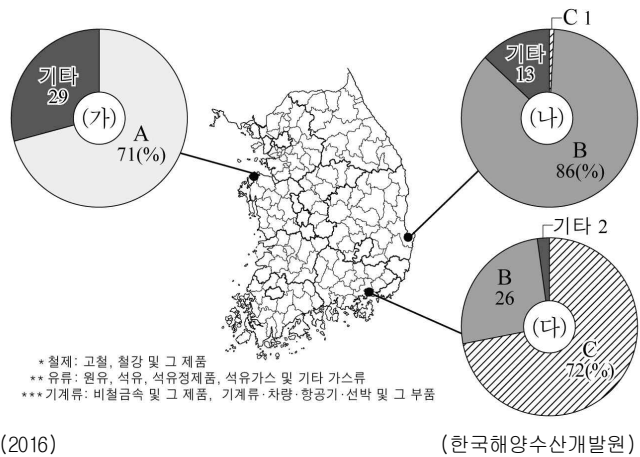 기타
29
(가)
A
71(%)
C 1
기타
13
(나)
B
86(%)
기타 2
B
26
(다)
C
72(%)
*철제: 고철, 철강 및 그 제품
**유류: 원유, 석유, 석유정제품, 석유가스 및 기타 가스류
***기계류: 비철금속 및 그 제품, 기계류·차량·항공기·선박 및 그 부품
(2016)
(한국해양수산개발원)